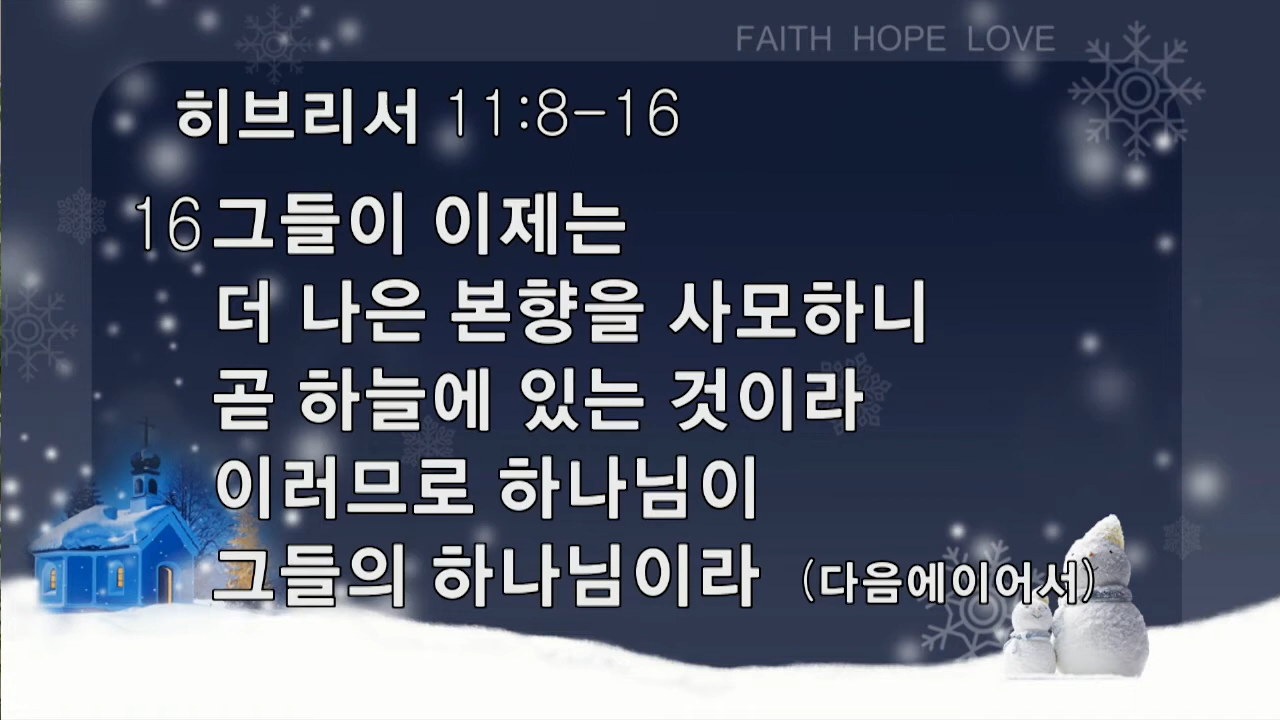 FAITH HOPE LOVE
히브리서 11:8-16
16그들이 이제는
더 나은 본향을 사모하니
곧 하늘에 있는 것이라
이러므로 하나님이
그들의 하나님이라 (다음에이어서)